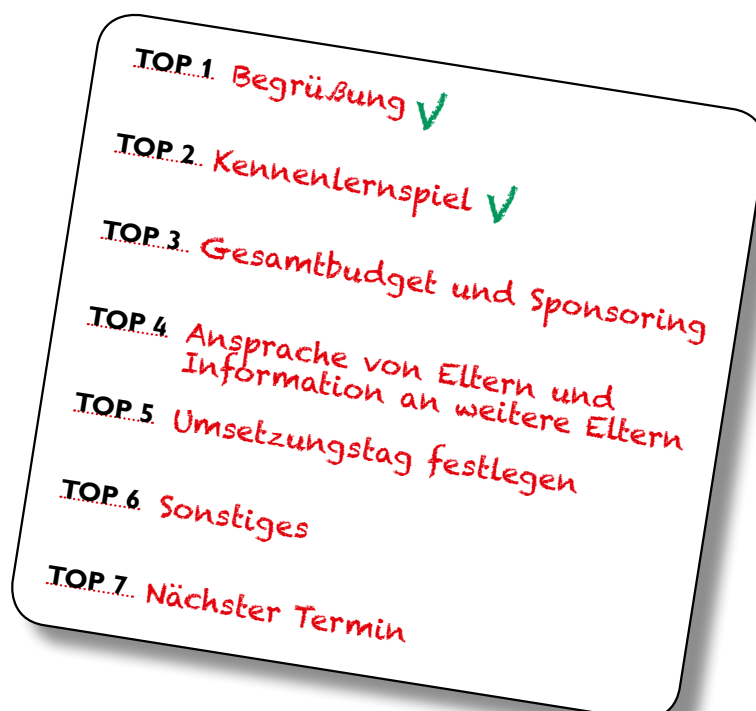 TOP 1 Begrüßung
TOP 2 Kennenlernspiel
TOP 3 Gesamtbudget und Sponsoring
TOP 4 Ansprache von Eltern und
Information an weitere Eltern
TOP 5 Umsetzungstag festlegen
TOP 6 Sonstiges
TOP 7 Nächster Termin